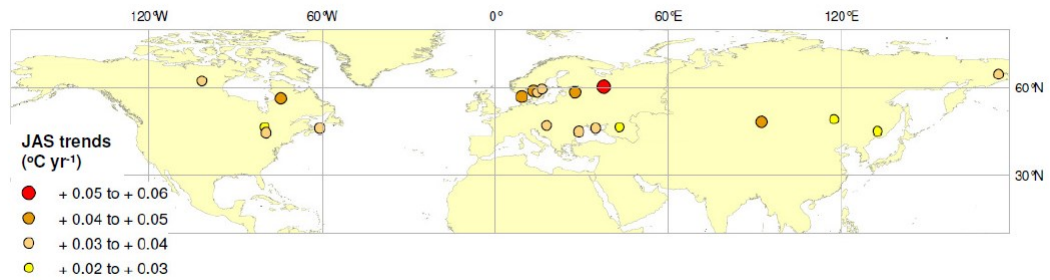 120°W 60°W 0° 60°E 120°E
60°N
30°N
JAS trends
(°C yr⁻¹)
+ 0.05 to + 0.06
+ 0.04 to + 0.05
+ 0.03 to + 0.04
+ 0.02 to + 0.03